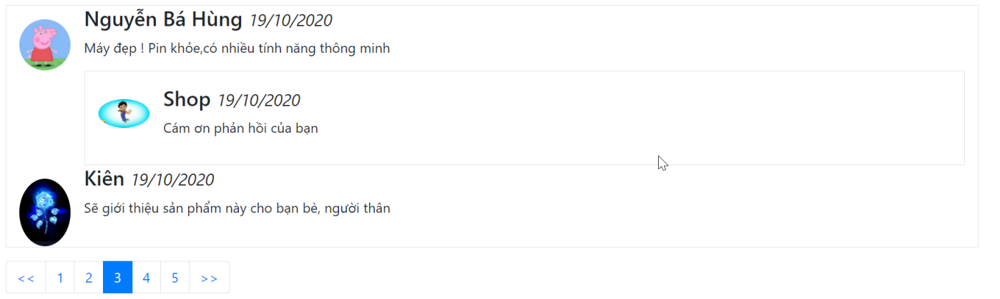 Nguyễn Bá Hùng 19/10/2020
Máy đẹp ! Pin khỏe,có nhiều tính năng thông minh
Shop 19/10/2020
Cám ơn phản hồi của bạn
Kiên 19/10/2020
Sẽ giới thiệu sản phẩm này cho bạn bè, người thân
<< 1 2 3 4 5 >>